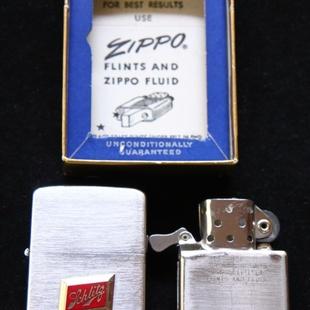 FOR BEST RESULTS
USE
ZIPPO®
FLINTS AND
ZIPPO FLUID
UNCONDITIONALLY
GUARANTEED
Schlitz